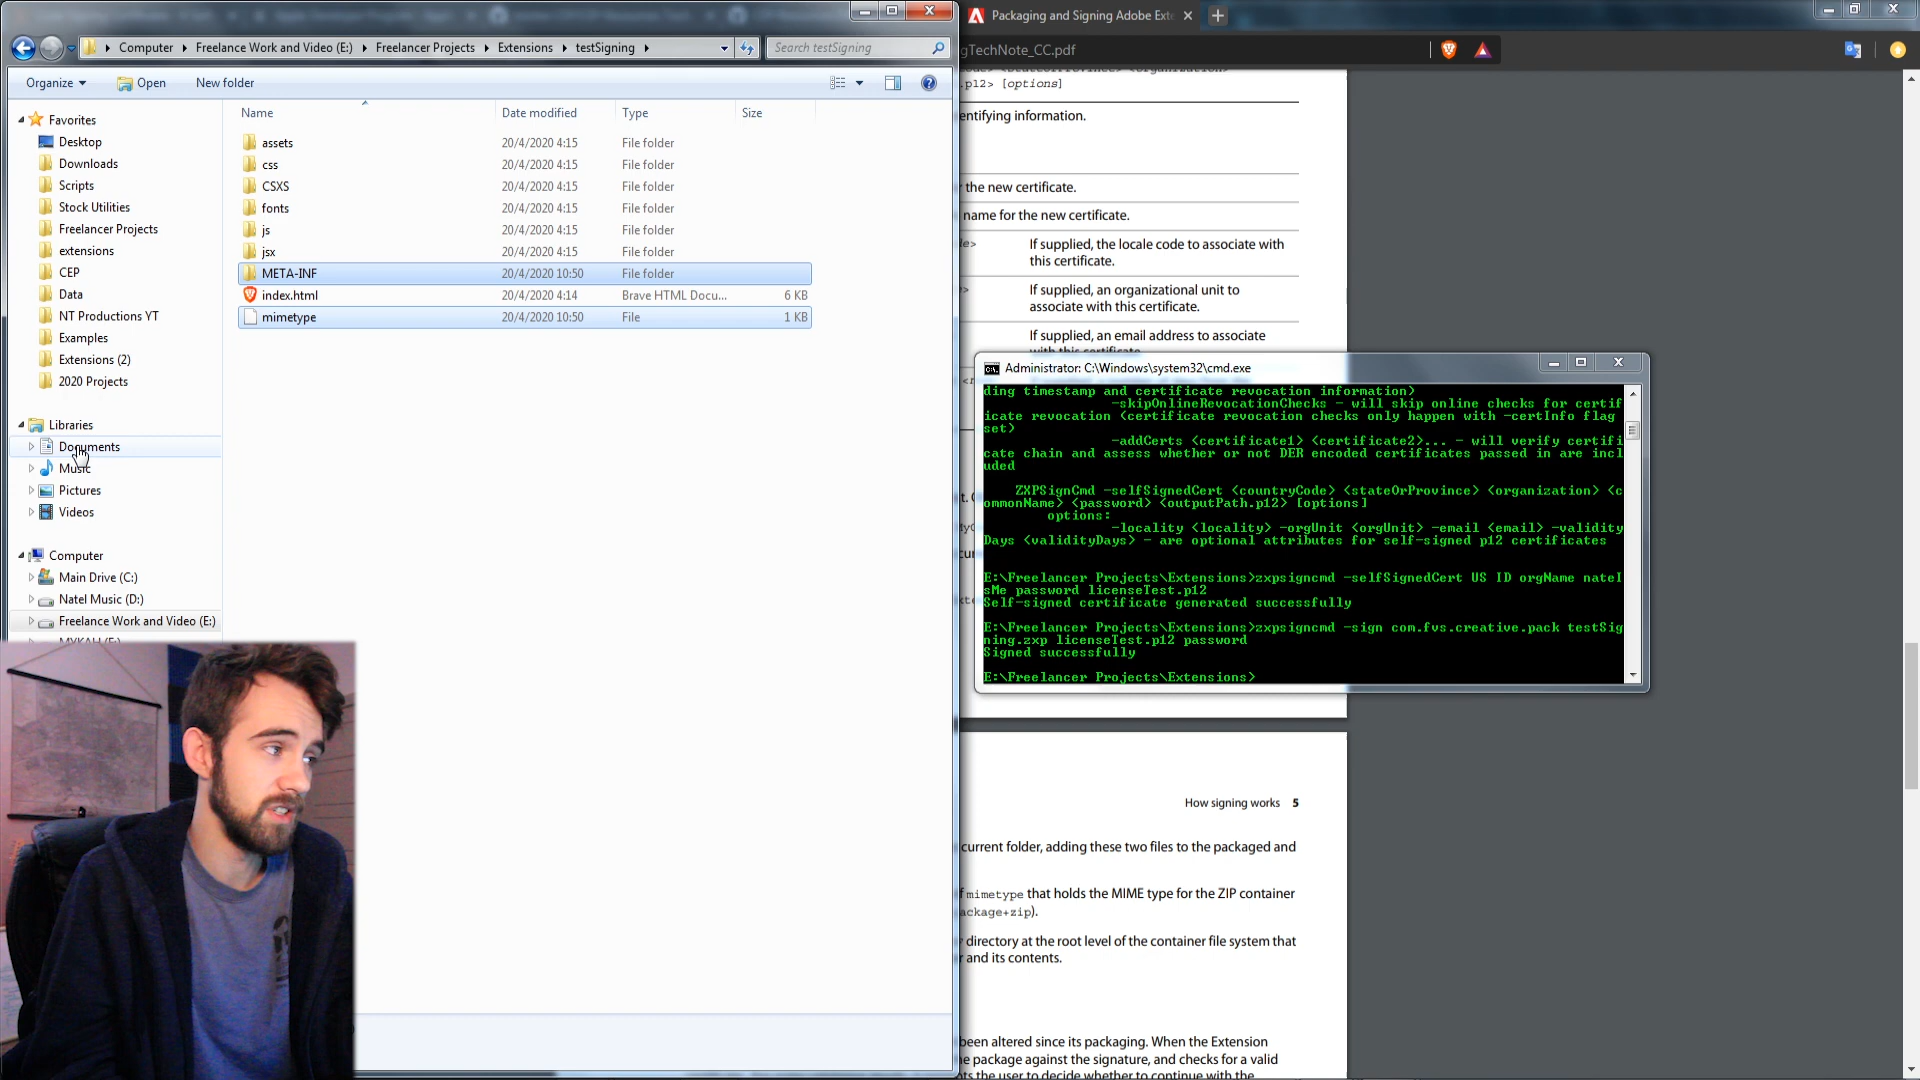 Computer
Freelance Work and Video (E:)
Freelancer Projects
Extensions
testSigning
Search testSigning
Organize
Open
New folder
Favorites
Desktop
Downloads
Scripts
Stock Utilities
Freelancer Projects
extensions
CEP
Data
NT Productions YT
Examples
Extensions (2)
2020 Projects
Libraries
Documents
Music
Pictures
Videos
Computer
Main Drive (C:)
Natel Music (D:)
Freelance Work and Video (E:)
Name Date modified Type Size
assets 20/4/2020 4:15 File folder
css 20/4/2020 4:15 File folder
CSXS 20/4/2020 4:15 File folder
fonts 20/4/2020 4:15 File folder
js 20/4/2020 4:15 File folder
jsx 20/4/2020 4:15 File folder
META-INF 20/4/2020 10:50 File folder
index.html 20/4/2020 4:14 Brave HTML Docu... 6 KB
mimetype 20/4/2020 10:50 File 1 KB
Packaging and Signing Adobe Exte
gTechNote_CC.pdf
.p12> [options]
entifying information.
the new certificate.
name for the new certificate.
If supplied, the locale code to associate with
this certificate.
If supplied, an organizational unit to
associate with this certificate.
If supplied, an email address to associate
Administrator: C:\Windows\system32\cmd.exe
ding timestamp and certificate revocation information)
-skipOnlineRevocationChecks - will skip online checks for certif
icate revocation (certificate revocation checks only happen with -certInfo flag
set)
-addCerts <certificate1> <certificate2>... - will verify certifi
cate chain and assess whether or not DER encoded certificates passed in are incl
uded
ZXPSignCmd -selfSignedCert <countryCode> <stateOrProvince> <organization> <c
ommonName> <password> <outputPath.p12> [options]
options:
-locality <locality> -orgUnit <orgUnit> -email <email> -validity
Days <validityDays> - are optional attributes for self-signed p12 certificates
E:\Freelancer Projects\Extensions>zxpsigncmd -selfSignedCert US ID orgName nateI
sMe password licenseTest.p12
Self-signed certificate generated successfully
E:\Freelancer Projects\Extensions>zxpsigncmd -sign com.fvs.creative.pack testSig
ning.zxp licenseTest.p12 password
Signed successfully
E:\Freelancer Projects\Extensions>
How signing works 5
current folder, adding these two files to the packaged and
f mimetype that holds the MIME type for the ZIP container
ackage+zip).
directory at the root level of the container file system that
r and its contents.
been altered since its packaging. When the Extension
he package against the signature, and checks for a valid
ts the user to decide whether to continue with the